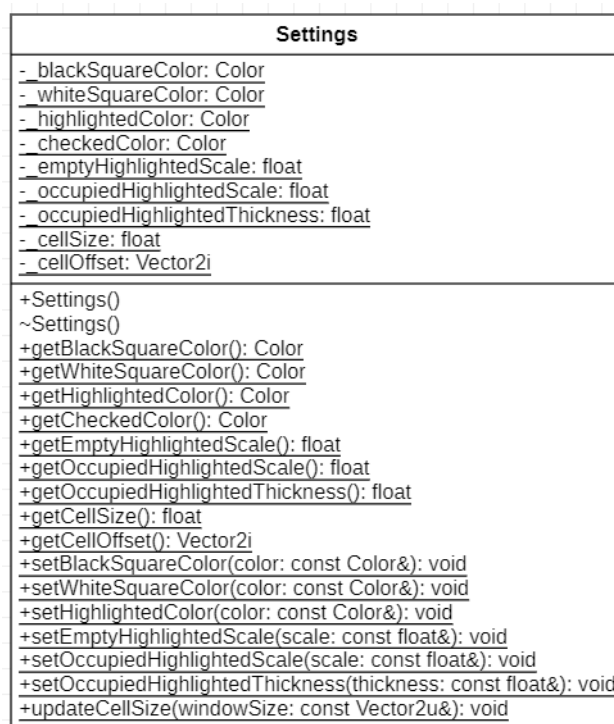 Settings
-_blackSquareColor: Color
-_whiteSquareColor: Color
-_highlightedColor: Color
-_checkedColor: Color
-_emptyHighlightedScale: float
-_occupiedHighlightedScale: float
-_occupiedHighlightedThickness: float
-_cellSize: float
-_cellOffset: Vector2i
+Settings()
~Settings()
+getBlackSquareColor(): Color
+getWhiteSquareColor(): Color
+getHighlightedColor(): Color
+getCheckedColor(): Color
+getEmptyHighlightedScale(): float
+getOccupiedHighlightedScale(): float
+getOccupiedHighlightedThickness(): float
+getCellSize(): float
+getCellOffset(): Vector2i
+setBlackSquareColor(color: const Color&): void
+setWhiteSquareColor(color: const Color&): void
+setHighlightedColor(color: const Color&): void
+setEmptyHighlightedScale(scale: const float&): void
+setOccupiedHighlightedScale(scale: const float&): void
+setOccupiedHighlightedThickness(thickness: const float&): void
+updateCellSize(windowSize: const Vector2u&): void